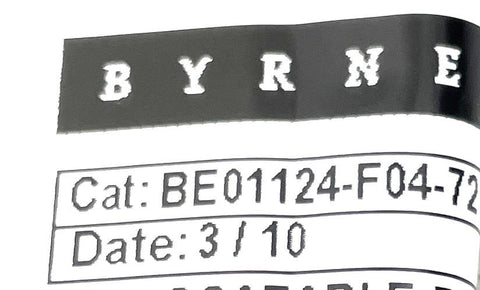 BYRNE
Cat: BE01124-F04-72
Date: 3 / 10